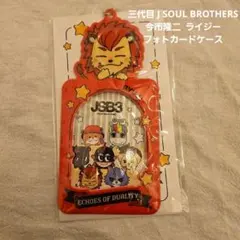 三代目 J SOUL BROTHERS
今市隆二 ライジー
フォトカードケース
JSB3
ECHOES OF DUALITY